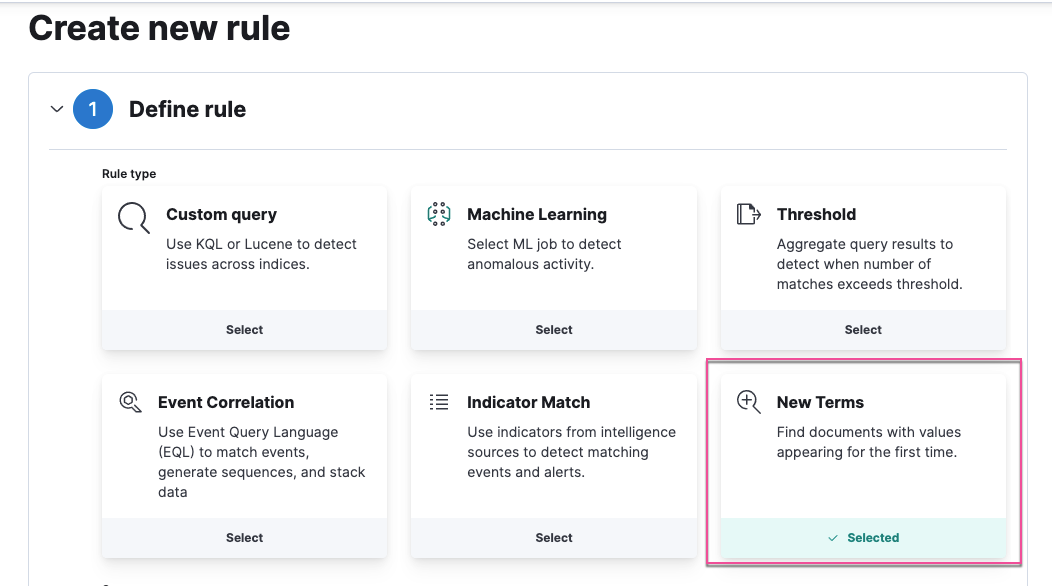 Create new rule
1
Define rule
Rule type
Custom query
Use KQL or Lucene to detect
issues across indices.
Select
Machine Learning
Select ML job to detect
anomalous activity.
Select
Threshold
Aggregate query results to
detect when number of
matches exceeds threshold.
Select
Event Correlation
Use Event Query Language
(EQL) to match events,
generate sequences, and stack
data
Select
Indicator Match
Use indicators from intelligence
sources to detect matching
events and alerts.
Select
New Terms
Find documents with values
appearing for the first time.
Selected